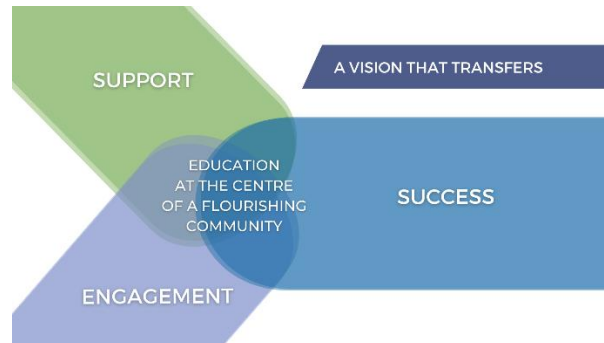 SUPPORT
A VISION THAT TRANSFERS
EDUCATION
AT THE CENTRE
OF A FLOURISHING
COMMUNITY
SUCCESS
ENGAGEMENT